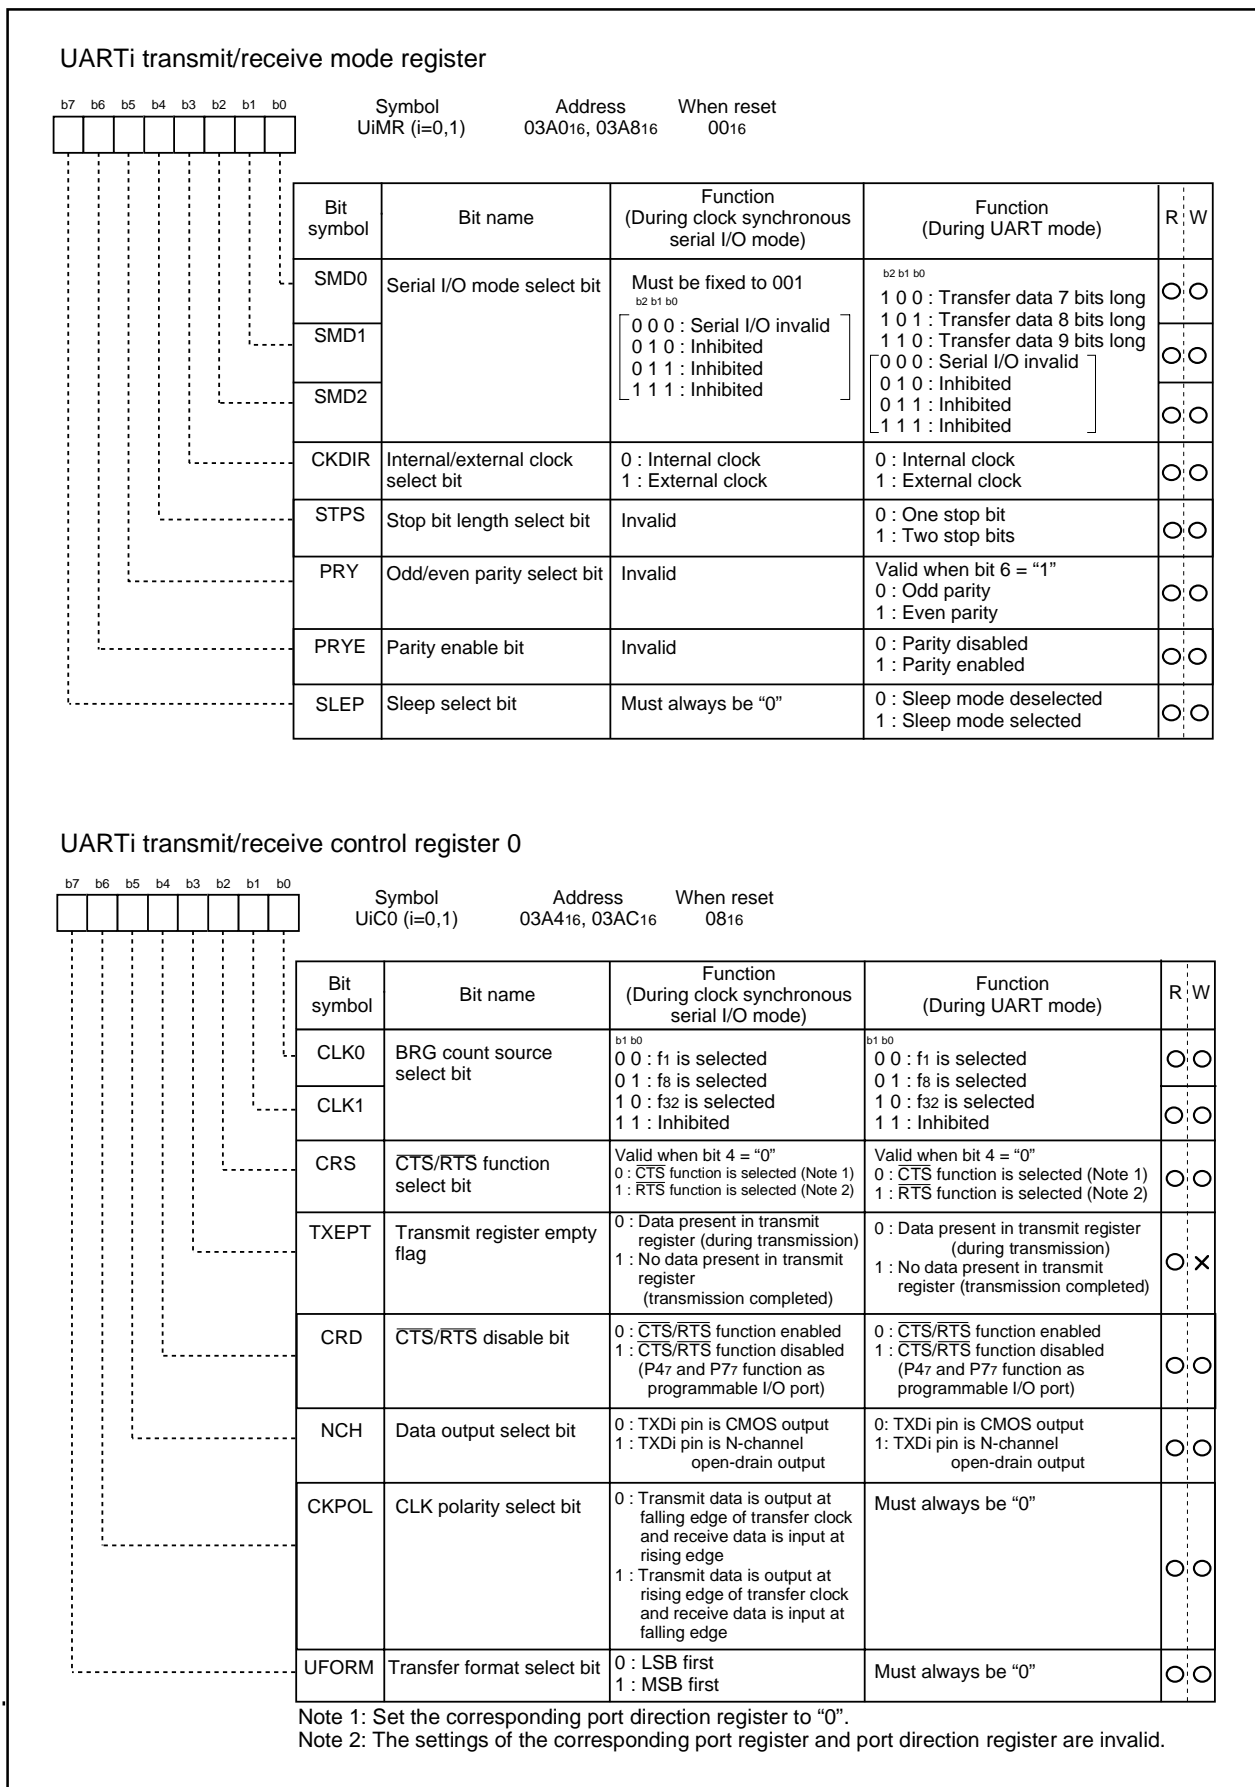 UARTi transmit/receive mode register
b7 b6 b5 b4 b3 b2 b1 b0
Symbol Address When reset
UiMR (i=0,1) 03A016, 03A816 0016
Bit symbol
Bit name
Function
(During clock synchronous
serial I/O mode)
Function
(During UART mode)
R W
SMD0
SMD1
SMD2
Serial I/O mode select bit
Must be fixed to 001
b2 b1 b0
0 0 0 : Serial I/O invalid
0 1 0 : Inhibited
0 1 1 : Inhibited
1 1 1 : Inhibited
b2 b1 b0
1 0 0 : Transfer data 7 bits long
1 0 1 : Transfer data 8 bits long
1 1 0 : Transfer data 9 bits long
0 0 0 : Serial I/O invalid
0 1 0 : Inhibited
0 1 1 : Inhibited
1 1 1 : Inhibited
CKDIR
Internal/external clock
select bit
0 : Internal clock
1 : External clock
0 : Internal clock
1 : External clock
STPS
Stop bit length select bit
Invalid
0 : One stop bit
1 : Two stop bits
PRY
Odd/even parity select bit
Invalid
Valid when bit 6 = “1”
0 : Odd parity
1 : Even parity
PRYE
Parity enable bit
Invalid
0 : Parity disabled
1 : Parity enabled
SLEP
Sleep select bit
Must always be “0”
0 : Sleep mode deselected
1 : Sleep mode selected
UARTi transmit/receive control register 0
b7 b6 b5 b4 b3 b2 b1 b0
Symbol Address When reset
UiC0 (i=0,1) 03A416, 03AC16 0816
Bit symbol
Bit name
Function
(During clock synchronous
serial I/O mode)
Function
(During UART mode)
R W
CLK0
CLK1
BRG count source
select bit
b1 b0
0 0 : f1 is selected
0 1 : f8 is selected
1 0 : f32 is selected
1 1 : Inhibited
b1 b0
0 0 : f1 is selected
0 1 : f8 is selected
1 0 : f32 is selected
1 1 : Inhibited
CRS
CTS/RTS function
select bit
Valid when bit 4 = “0”
0 : CTS function is selected (Note 1)
1 : RTS function is selected (Note 2)
Valid when bit 4 = “0”
0 : CTS function is selected (Note 1)
1 : RTS function is selected (Note 2)
TXEPT
Transmit register empty
flag
0 : Data present in transmit
register (during transmission)
1 : No data present in transmit
register
(transmission completed)
0 : Data present in transmit register
(during transmission)
1 : No data present in transmit
register (transmission completed)
CRD
CTS/RTS disable bit
0 : CTS/RTS function enabled
1 : CTS/RTS function disabled
(P47 and P77 function as
programmable I/O port)
0 : CTS/RTS function enabled
1 : CTS/RTS function disabled
(P47 and P77 function as
programmable I/O port)
NCH
Data output select bit
0 : TXDi pin is CMOS output
1 : TXDi pin is N-channel
open-drain output
0: TXDi pin is CMOS output
1: TXDi pin is N-channel
open-drain output
CKPOL
CLK polarity select bit
0 : Transmit data is output at
falling edge of transfer clock
and receive data is input at
rising edge
1 : Transmit data is output at
rising edge of transfer clock
and receive data is input at
falling edge
Must always be “0”
UFORM
Transfer format select bit
0 : LSB first
1 : MSB first
Must always be “0”
Note 1: Set the corresponding port direction register to “0”.
Note 2: The settings of the corresponding port register and port direction register are invalid.